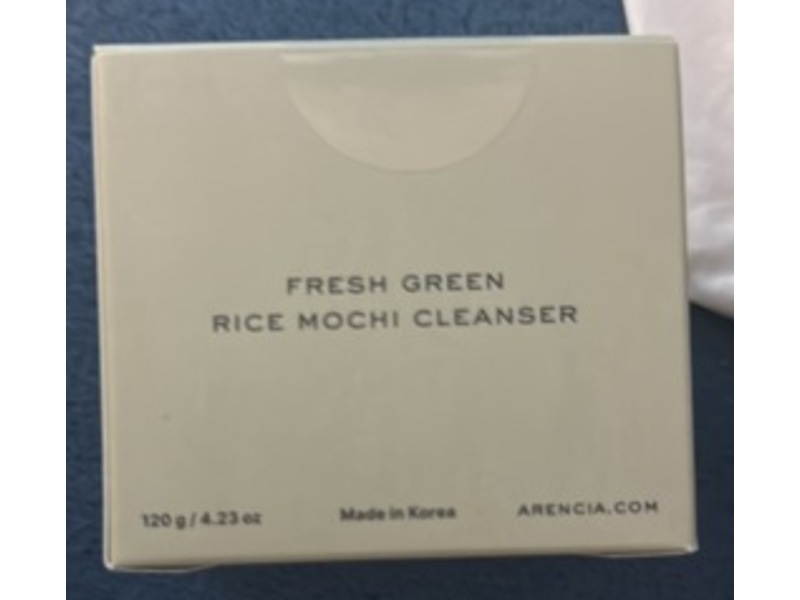 FRESH GREEN
RICE MOCHI CLEANSER
120 g / 4.23 oz Made in Korea ARENCIA.COM